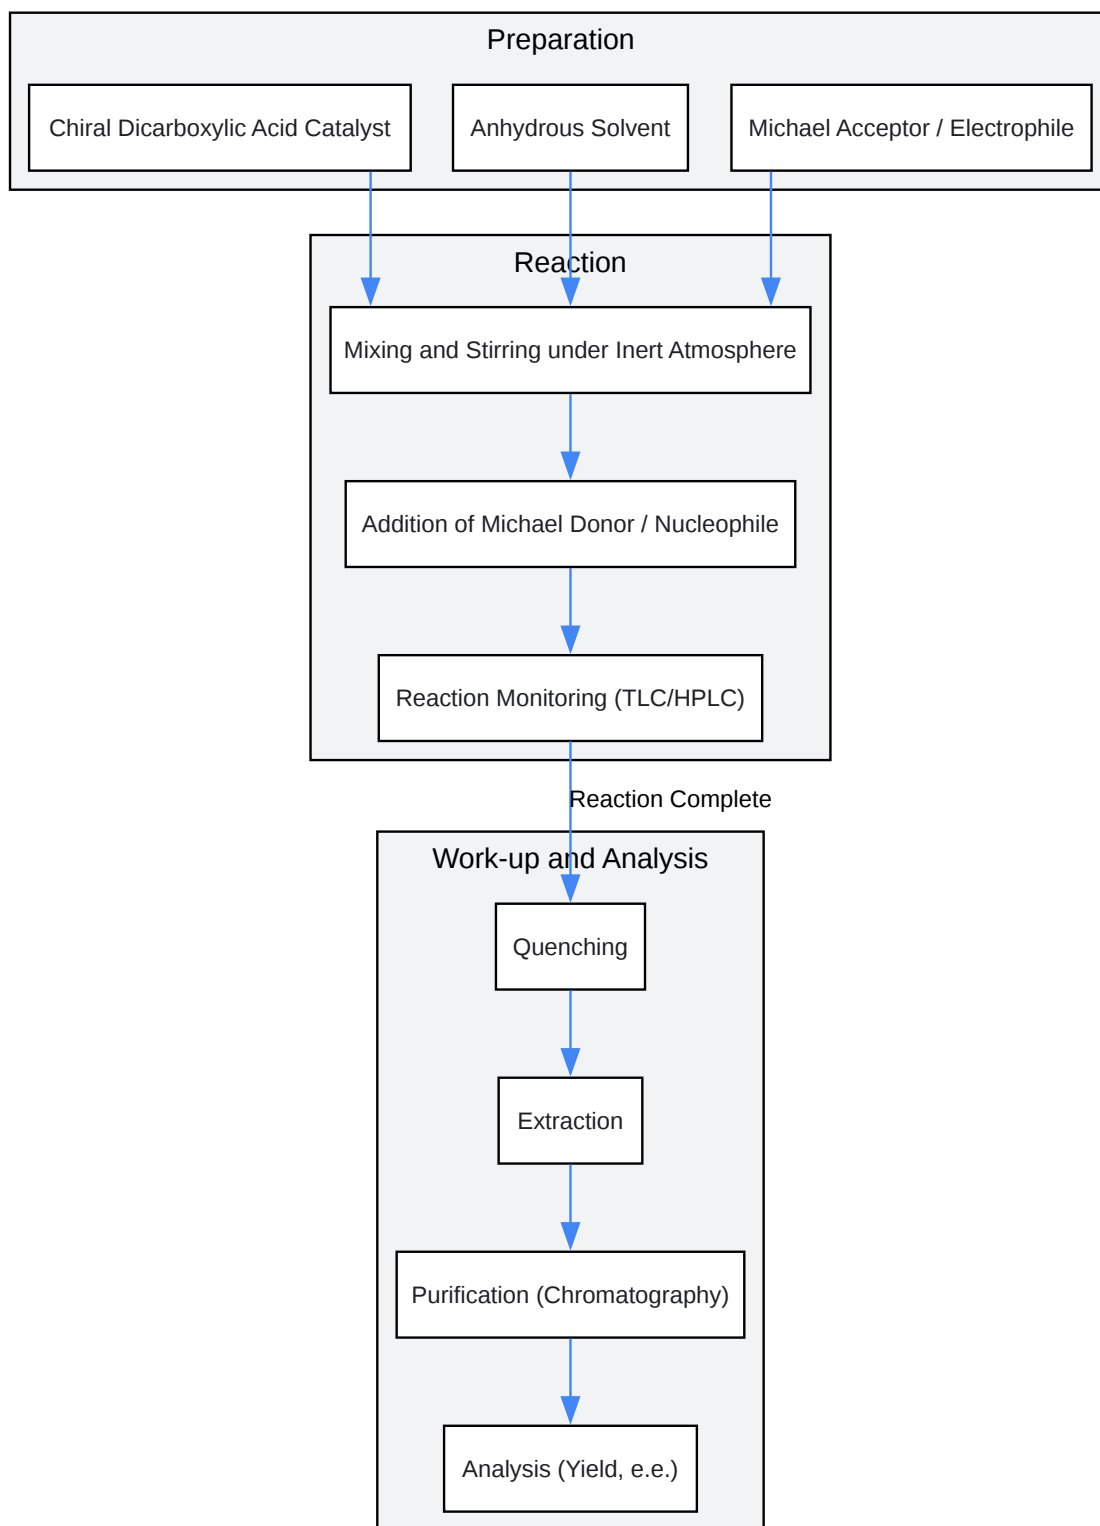 Preparation
Chiral Dicarboxylic Acid Catalyst
Anhydrous Solvent
Michael Acceptor / Electrophile
Reaction
Mixing and Stirring under Inert Atmosphere
Addition of Michael Donor / Nucleophile
Reaction Monitoring (TLC/HPLC)
Reaction Complete
Work-up and Analysis
Quenching
Extraction
Purification (Chromatography)
Analysis (Yield, e.e.)